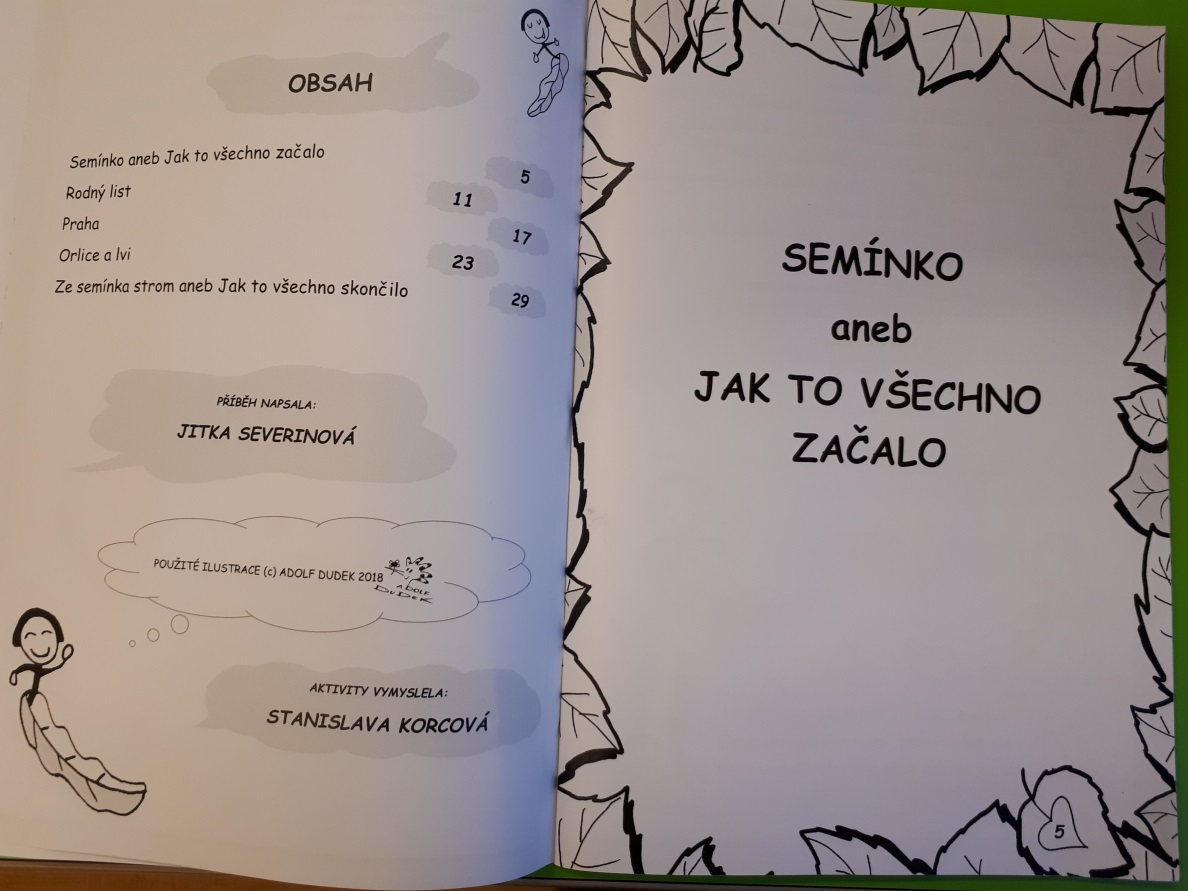 OBSAH
Semínko aneb Jak to všechno začalo 5
Rodný list 11
Praha 17
Orlice a lvi 23
Ze semínka strom aneb Jak to všechno skončilo 29
PŘÍBĚH NAPSALA:
JITKA SEVERINOVÁ
POUŽITÉ ILUSTRACE (c) ADOLF DUDEK 2018
ADOLF
DUDEK
AKTIVITY VYMYSLELA:
STANISLAVA KORCOVÁ
SEMÍNKO
aneb
JAK TO VŠECHNO
ZAČALO
5